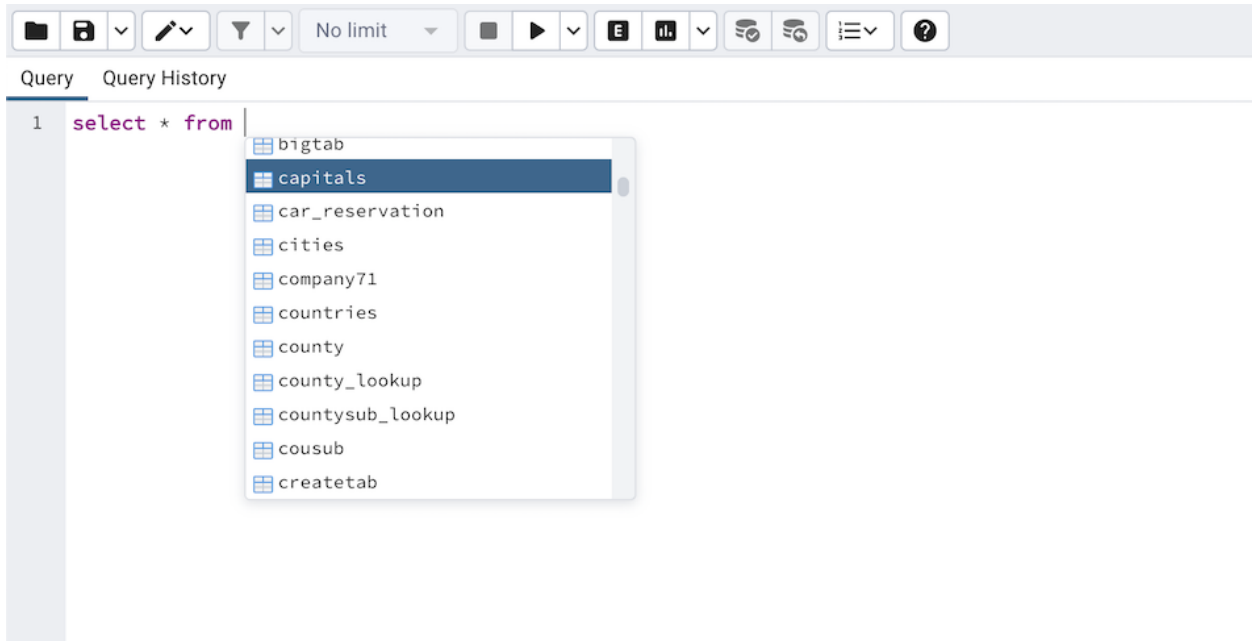 No limit
E
?
Query Query History
1 select * from
bigtab
capitals
car_reservation
cities
company71
countries
county
county_lookup
countysub_lookup
cousub
createtab